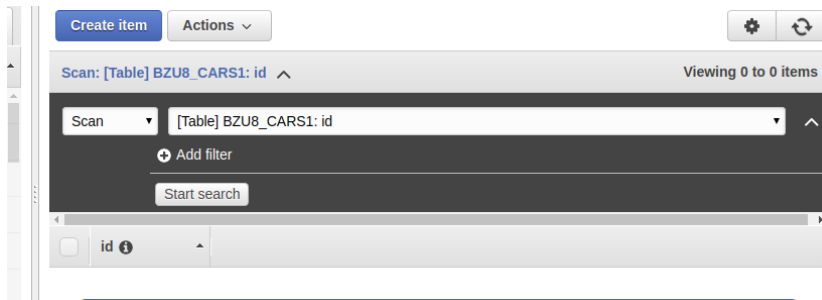 Create item Actions
Scan: [Table] BZU8_CARS1: id Viewing 0 to 0 items
Scan [Table] BZU8_CARS1: id
Add filter
Start search
id